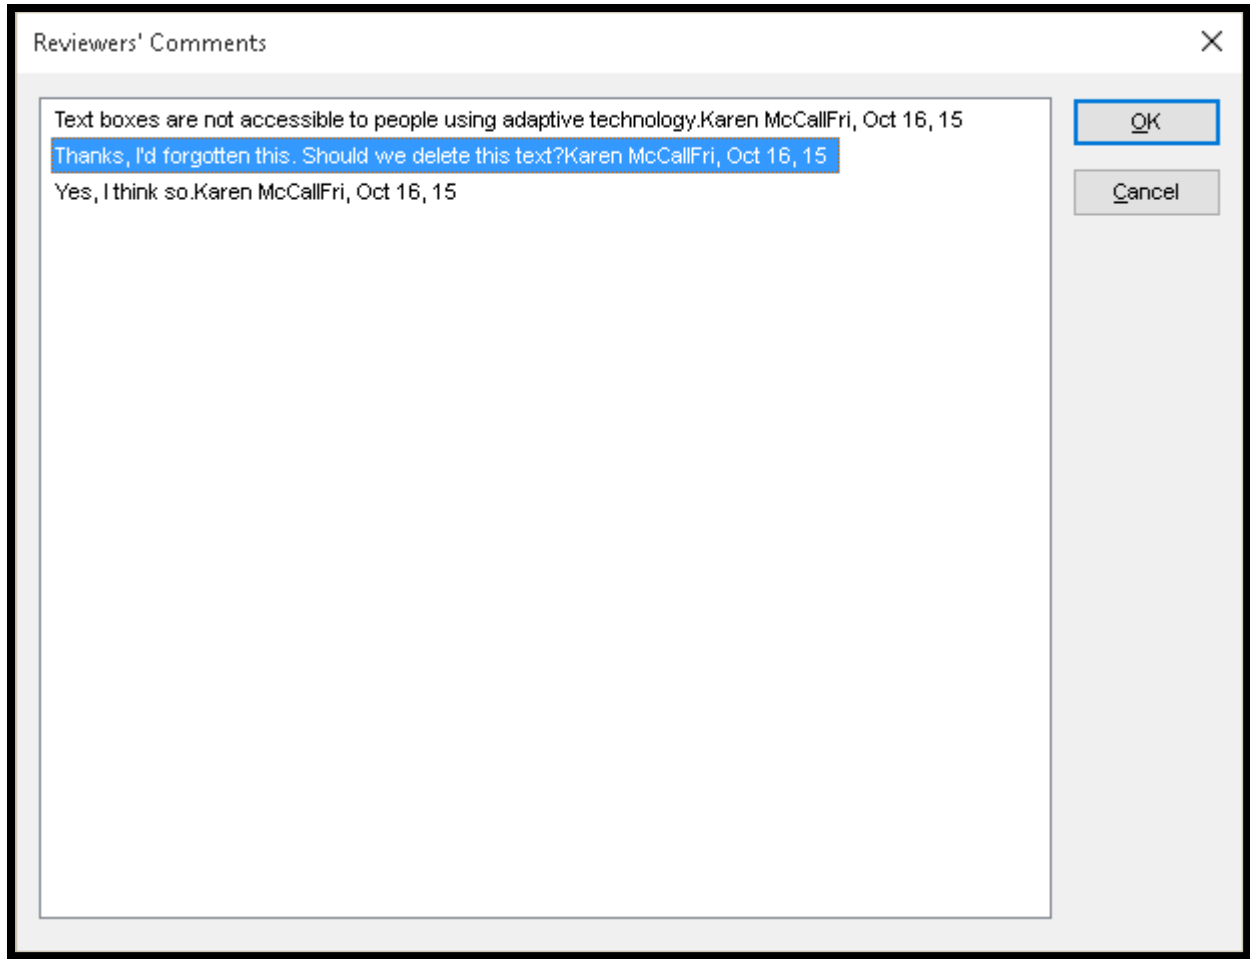 Reviewers' Comments
Text boxes are not accessible to people using adaptive technology.Karen McCallFri, Oct 16, 15
OK
Thanks, I'd forgotten this. Should we delete this text?Karen McCallFri, Oct 16, 15
Yes, I think so.Karen McCallFri, Oct 16, 15
Cancel